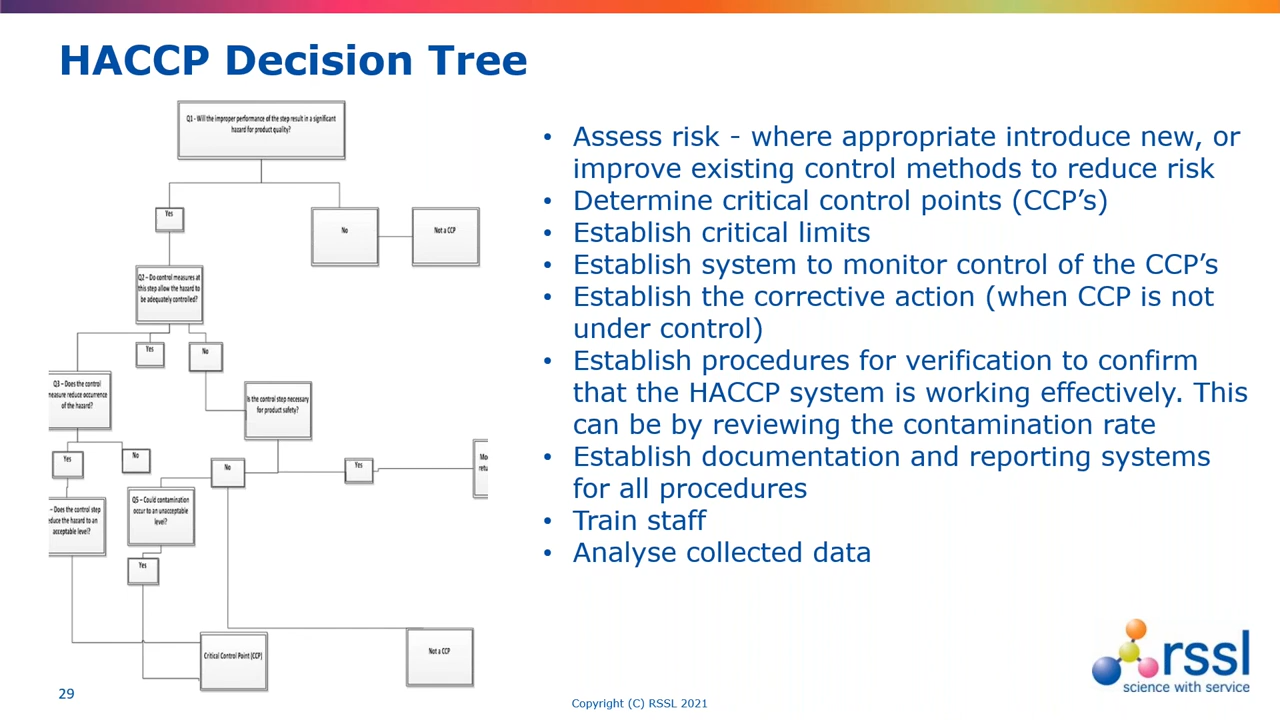 HACCP Decision Tree
Q1 - Will the improper performance of the step result in a significant
hazard for product quality?
Yes
No
Not a CCP
Q2 – Do control measures at
this step allow the hazard to
be adequately controlled?
Yes
No
Q3 – Does the control
measure reduce occurrence
of the hazard?
Is the control step necessary
for product safety?
Yes
No
No
Yes
– Does the control step
reduce the hazard to an
acceptable level?
Q5 – Could contamination
occur to an unacceptable
level?
Yes
Critical Control Point (CCP)
Not a CCP
• Assess risk - where appropriate introduce new, or
improve existing control methods to reduce risk
• Determine critical control points (CCP’s)
• Establish critical limits
• Establish system to monitor control of the CCP’s
• Establish the corrective action (when CCP is not
under control)
• Establish procedures for verification to confirm
that the HACCP system is working effectively. This
can be by reviewing the contamination rate
• Establish documentation and reporting systems
for all procedures
• Train staff
• Analyse collected data
rssl
science with service
29
Copyright (C) RSSL 2021